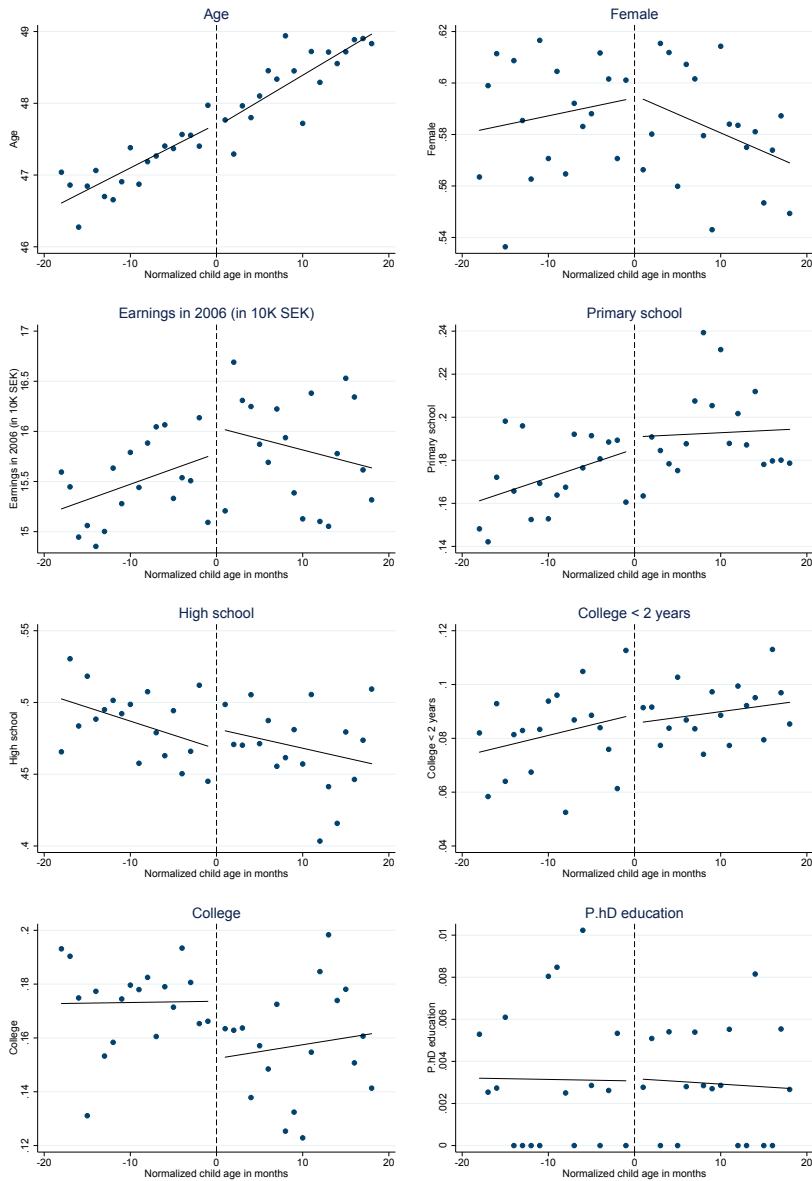 Age
49
48
47
46
Age
-20 -10 0 10 20
Normalized child age in months
Female
.62
.6
.58
.56
.54
Female
-20 -10 0 10 20
Normalized child age in months
Earnings in 2006 (in 10K SEK)
17
16.5
16
15.5
15
Earnings in 2006 (in 10K SEK)
-20 -10 0 10 20
Normalized child age in months
Primary school
.24
.22
.2
.18
.16
.14
Primary school
-20 -10 0 10 20
Normalized child age in months
High school
.55
.5
.45
.4
High school
-20 -10 0 10 20
Normalized child age in months
College < 2 years
.12
.1
.08
.06
.04
College < 2 years
-20 -10 0 10 20
Normalized child age in months
College
.2
.18
.16
.14
.12
College
-20 -10 0 10 20
Normalized child age in months
P.hD education
.01
.008
.006
.004
.002
0
P.hD education
-20 -10 0 10 20
Normalized child age in months